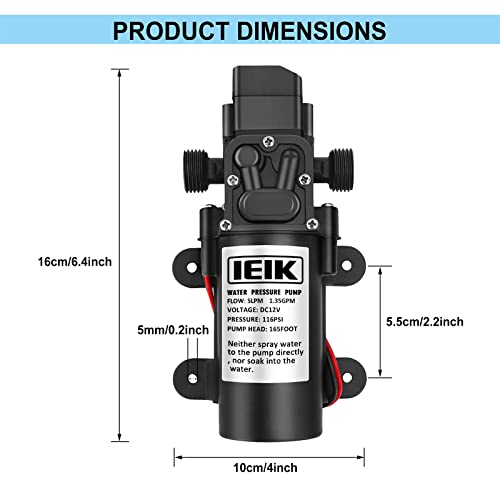 PRODUCT DIMENSIONS
16cm/6.4inch
IEIK
WATER PRESSURE PUMP
FLOW: 5LPM 1.35GPM
VOLTAGE: DC12V
PRESSURE: 116PSI
PUMP HEAD: 165FOOT
Neither spray water
to the pump directly
, nor soak into the
water.
5mm/0.2inch
5.5cm/2.2inch
10cm/4inch